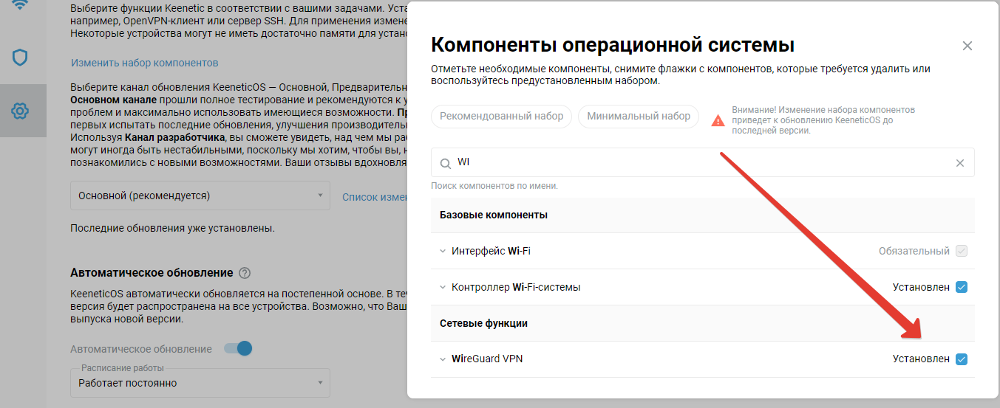 Выберите функции Keenetic в соответствии с вашими задачами. Уста
например, OpenVPN-клиент или сервер SSH. Для применения измене
Некоторые устройства могут не иметь достаточно памяти для устано
Изменить набор компонентов
Выберите канал обновления KeeneticOS — Основной, Предваритель
Основном канале прошли полное тестирование и рекомендуются к у
проблем и максимально использовать имеющиеся возможности. Пр
первых испытать последние обновления, улучшения производитель
Используя Канал разработчика, вы сможете увидеть, над чем мы ра
могут иногда быть нестабильными, поскольку мы хотим, чтобы вы, н
познакомились с новыми возможностями. Ваши отзывы вдохновля
Основной (рекомендуется)
Список измен
Последние обновления уже установлены.
Автоматическое обновление
KeeneticOS автоматически обновляется на постепенной основе. В теч
версия будет распространена на все устройства. Возможно, что Ваш
выпуска новой версии.
Автоматическое обновление
Расписание работы
Работает постоянно
Компоненты операционной системы
Отметьте необходимые компоненты, снимите флажки с компонентов, которые требуется удалить или
воспользуйтесь предустановленным набором.
Рекомендованный набор
Минимальный набор
Внимание! Изменение набора компонентов
приведет к обновлению KeeneticOS до
последней версии.
WI
Поиск компонентов по имени.
Базовые компоненты
Интерфейс Wi-Fi
Обязательный
Контроллер Wi-Fi-системы
Установлен
Сетевые функции
WireGuard VPN
Установлен